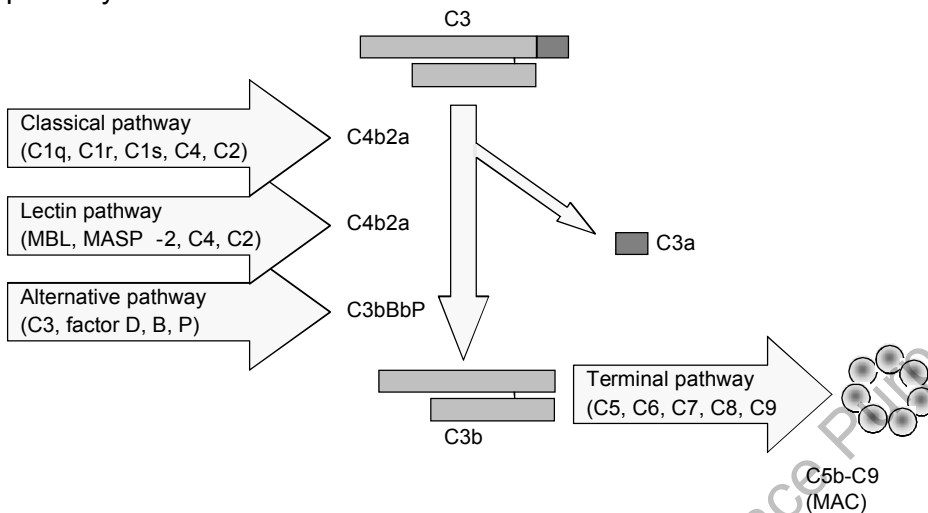 C3
Classical pathway
(C1q, C1r, C1s, C4, C2)
C4b2a
Lectin pathway
(MBL, MASP -2, C4, C2)
C4b2a
C3a
Alternative pathway
(C3, factor D, B, P)
C3bBbP
Terminal pathway
(C5, C6, C7, C8, C9
C3b
C5b-C9
(MAC)